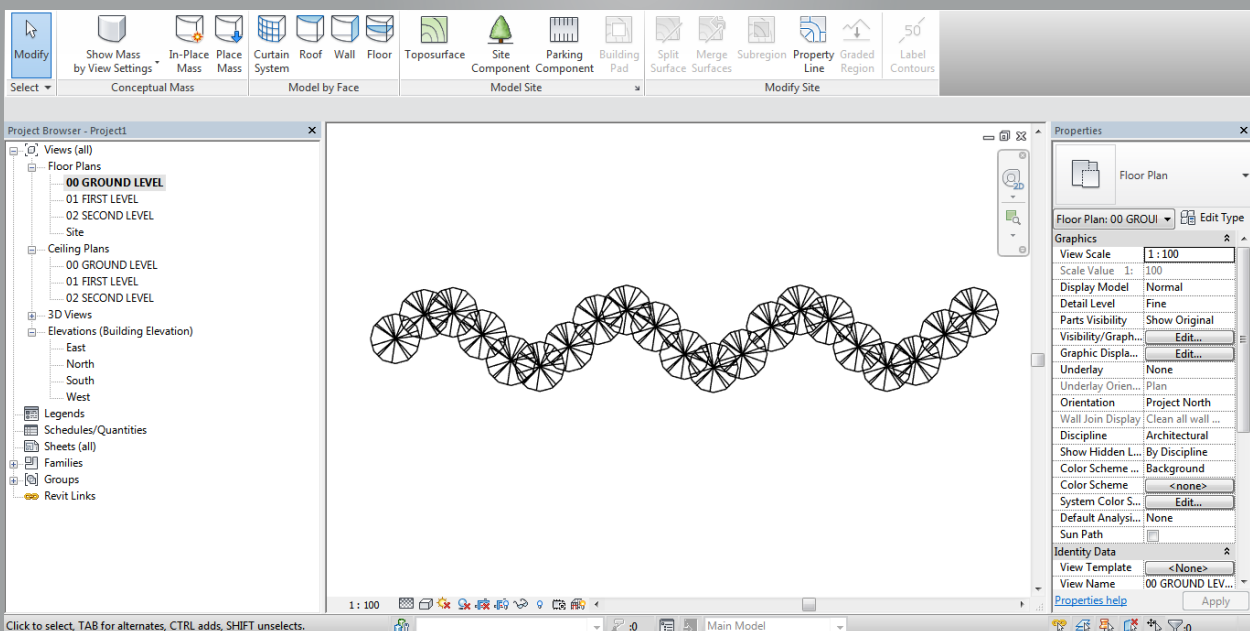 Modify
Show Mass
by View Settings
In-Place
Mass
Place
Mass
Curtain
System
Roof
Wall
Floor
Toposurface
Site
Component
Parking
Component
Building
Pad
Split
Surface
Merge
Surfaces
Subregion
Property
Line
Graded
Region
50
Label
Contours
Select
Conceptual Mass
Model by Face
Model Site
Modify Site
Project Browser - Project1
Views (all)
Floor Plans
00 GROUND LEVEL
01 FIRST LEVEL
02 SECOND LEVEL
Site
Ceiling Plans
00 GROUND LEVEL
01 FIRST LEVEL
02 SECOND LEVEL
3D Views
Elevations (Building Elevation)
East
North
South
West
Legends
Schedules/Quantities
Sheets (all)
Families
Groups
Revit Links
2D
1 : 100
Properties
Floor Plan
Floor Plan: 00 GROUI
Edit Type
Graphics
View Scale 1 : 100
Scale Value 1: 100
Display Model Normal
Detail Level Fine
Parts Visibility Show Original
Visibility/Graph... Edit...
Graphic Displa... Edit...
Underlay None
Underlay Orien... Plan
Orientation Project North
Wall Join Display Clean all wall ...
Discipline Architectural
Show Hidden L... By Discipline
Color Scheme ... Background
Color Scheme <none>
System Color S... Edit...
Default Analysi... None
Sun Path
Identity Data
View Template <None>
View Name 00 GROUND LEV...
Properties help
Apply
Click to select, TAB for alternates, CTRL adds, SHIFT unselects.
:0
Main Model
:0